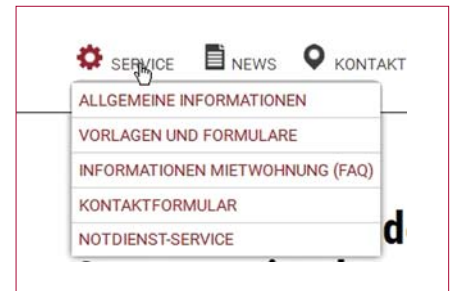 SERVICE NEWS KONTAKT
ALLGEMEINE INFORMATIONEN
VORLAGEN UND FORMULARE
INFORMATIONEN MIETWOHNUNG (FAQ)
KONTAKTFORMULAR
NOTDIENST-SERVICE